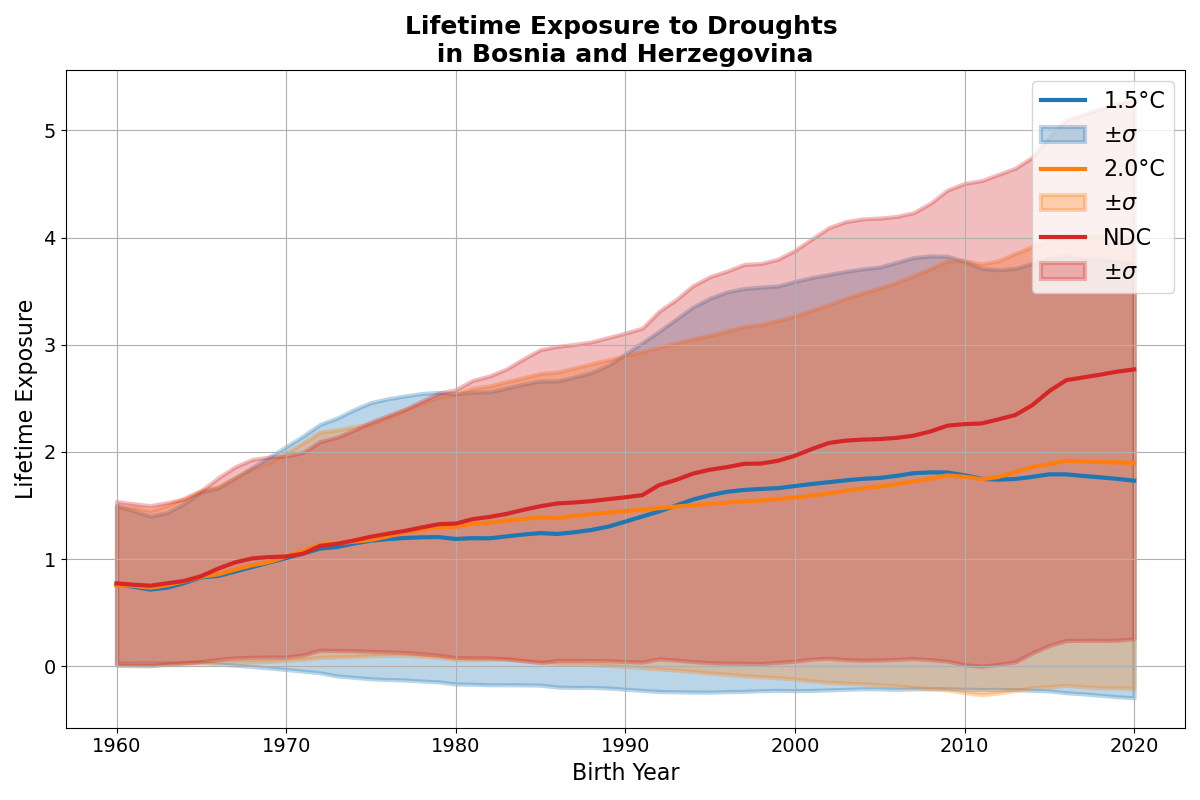 Lifetime Exposure to Droughts
in Bosnia and Herzegovina
Lifetime Exposure
5
4
3
2
1
0
1.5°C
±σ
2.0°C
±σ
NDC
±σ
1960 1970 1980 1990 2000 2010 2020
Birth Year